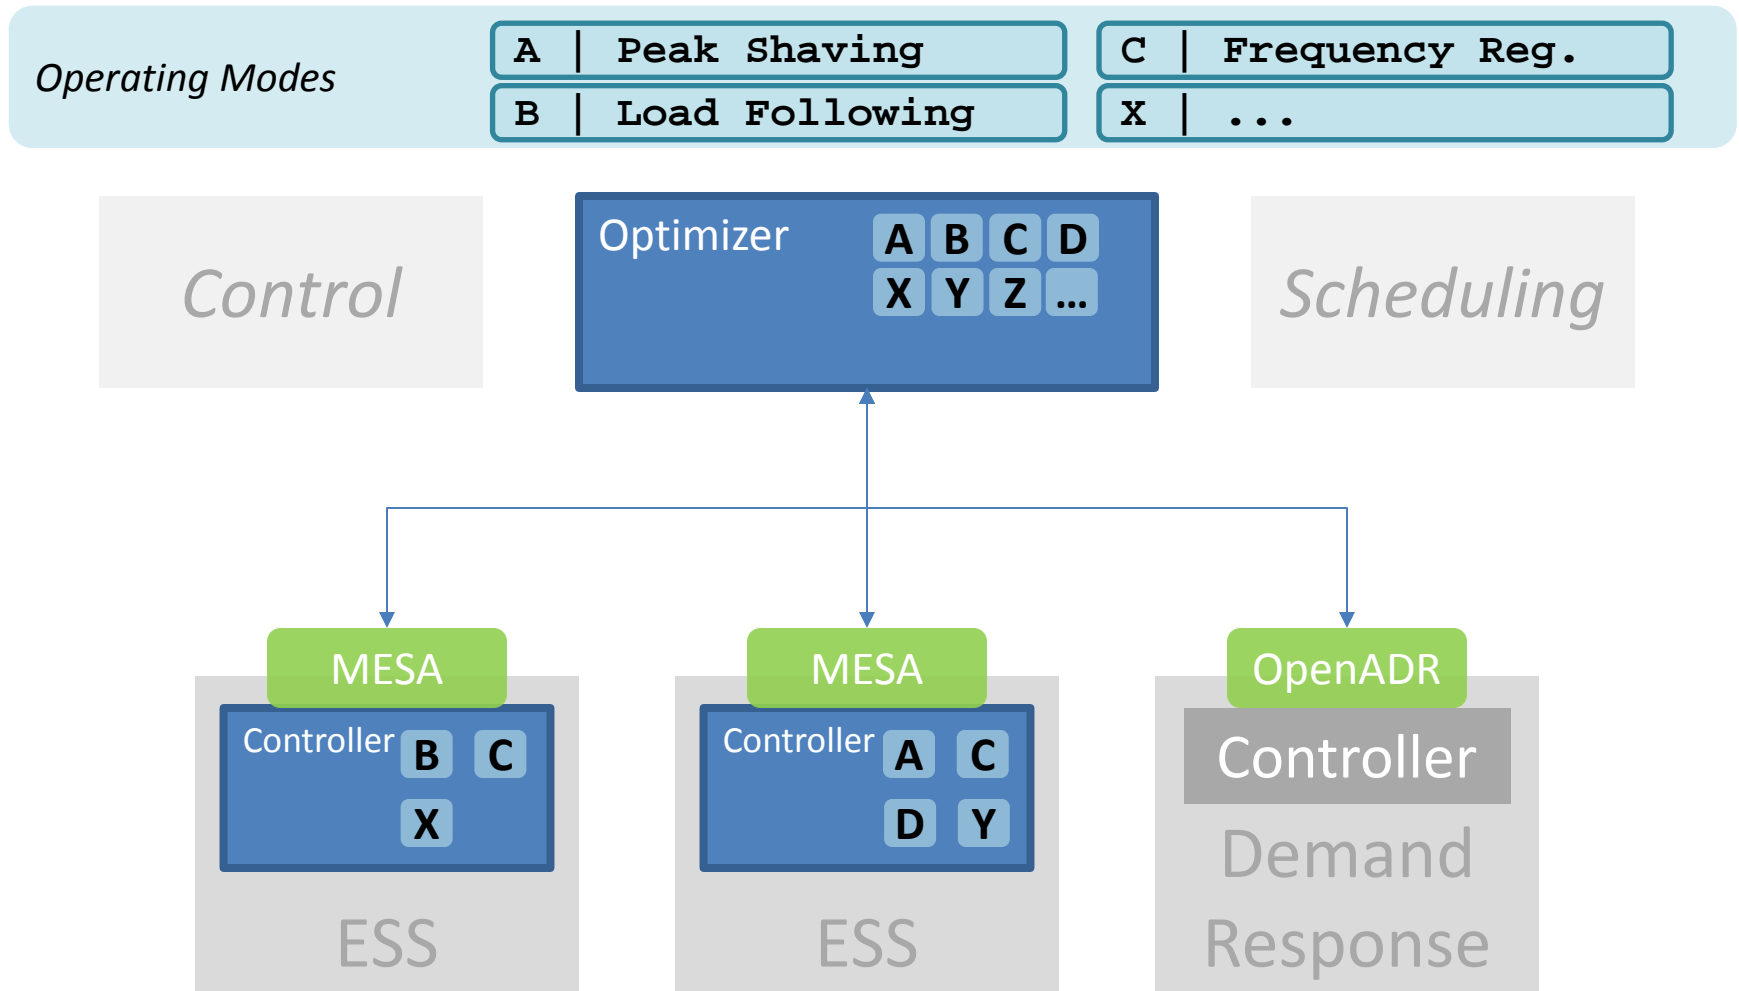 Operating Modes
A | Peak Shaving
C | Frequency Reg.
B | Load Following
X | ...
Control
Optimizer
A B C D
X Y Z ...
Scheduling
MESA
Controller B C
X
ESS
MESA
Controller A C
D Y
ESS
OpenADR
Controller
Demand
Response